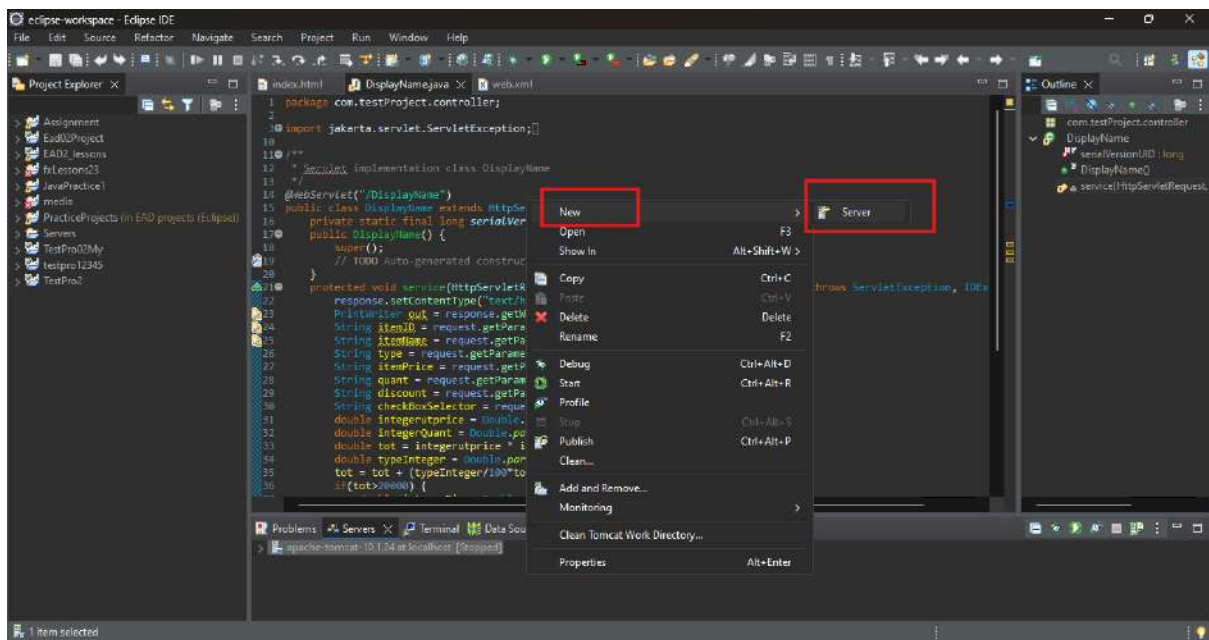 eclipse-workspace - Eclipse IDE
File Edit Source Refactor Navigate Search Project Run Window Help
Project Explorer
Assignment
Ead02Project
EAD2_lessons
fxLessons23
JavaPractice1
media
PracticeProjects (in EAD projects (Eclipse))
Servers
TestPro02My
testpro12345
TestPro2
index.html DisplayName.java web.xml
1 package com.testProject.controller;
2
3 import jakarta.servlet.ServletException;
10
11 /**
12 * Servlet implementation class DisplayName
13 */
14 @WebServlet("/DisplayName")
15 public class DisplayName extends HttpSe
16 private static final long serialVer
17 public DisplayName() {
18 super();
19 // TODO Auto-generated construc
20 }
21 protected void service(HttpServletR
throws ServletException, IOEx
22 response.setContentType("text/h
23 PrintWriter out = response.getW
24 String itemID = request.getPara
25 String itemName = request.getPa
26 String type = request.getParame
27 String itemPrice = request.getP
28 String quant = request.getParam
29 String discount = request.getPa
30 String checkBoxSelector = reque
31 double integerutprice = Double.
32 double integerQuant = Double.pa
33 double tot = integerutprice * i
34 double typeInteger = Double.par
35 tot = tot + (typeInteger/100*to
36 if(tot>20000) {
New
Server
Open F3
Show In Alt+Shift+W >
Copy Ctrl+C
Paste Ctrl+V
Delete Delete
Rename F2
Debug Ctrl+Alt+D
Start Ctrl+Alt+R
Profile
Stop Ctrl+Alt+S
Publish Ctrl+Alt+P
Clean...
Add and Remove...
Monitoring
Clean Tomcat Work Directory...
Properties Alt+Enter
Outline
com.testProject.controller
DisplayName
serialVersionUID : long
DisplayName()
service(HttpServletRequest,
Problems Servers Terminal Data Sou
apache-tomcat-10.1.24 at localhost [Stopped]
1 item selected